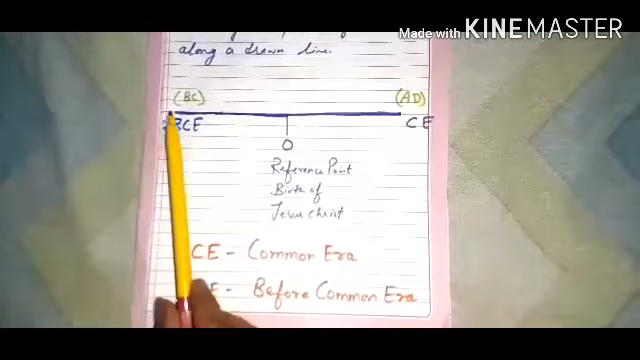 Made with KINEMASTER
along a drawn line.
(BC) (AD)
BCE CE
0
Reference Point
Birth of
Jesus Christ
CE - Common Era
E - Before Common Era